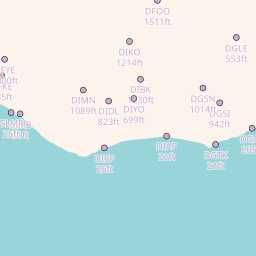 DFOO
1511ft
DIKO
1214ft
DGLE
553ft
DIBK
DIMN
1089ft
DIDL
823ft
DIYO
699ft
DGSN
1014ft
DGSI
942ft
DISP
26ft
DIAP
21ft
DGTK
21ft